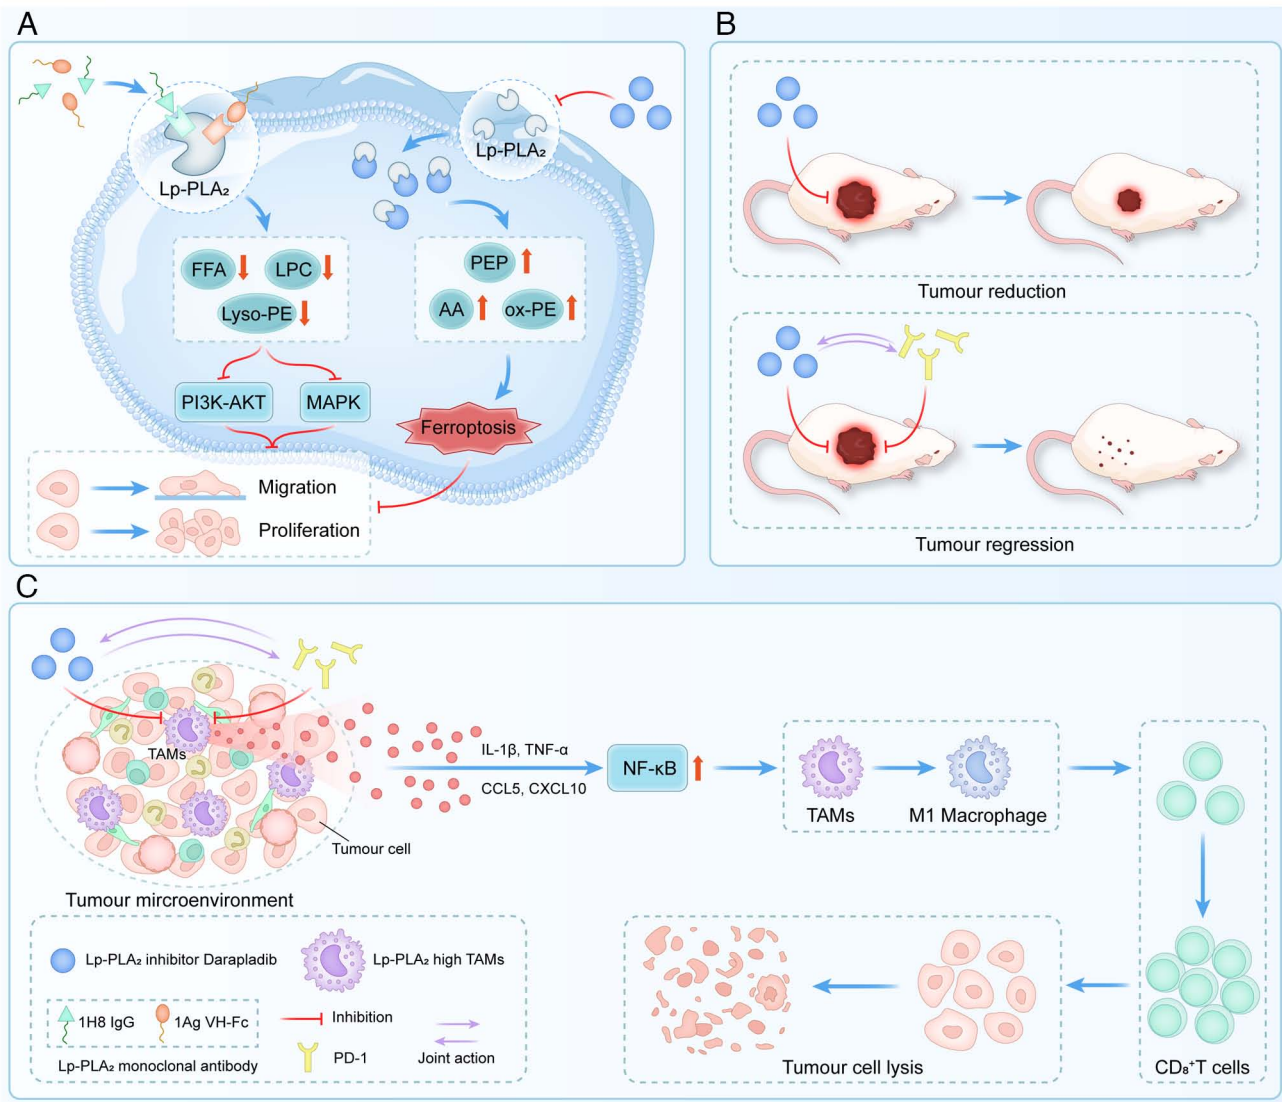 A
Lp-PLA₂
Lp-PLA₂
FFA
LPC
Lyso-PE
PEP
AA
ox-PE
PI3K-AKT
MAPK
Ferroptosis
Migration
Proliferation
B
Tumour reduction
Tumour regression
C
TAMs
Tumour cell
Tumour mircroenvironment
IL-1β, TNF-α
CCL5, CXCL10
NF-κB
TAMs
M1 Macrophage
CD₈⁺T cells
Tumour cell lysis
Lp-PLA₂ inhibitor Darapladib
Lp-PLA₂ high TAMs
1H8 IgG
1Ag VH-Fc
Lp-PLA₂ monoclonal antibody
Inhibition
PD-1
Joint action